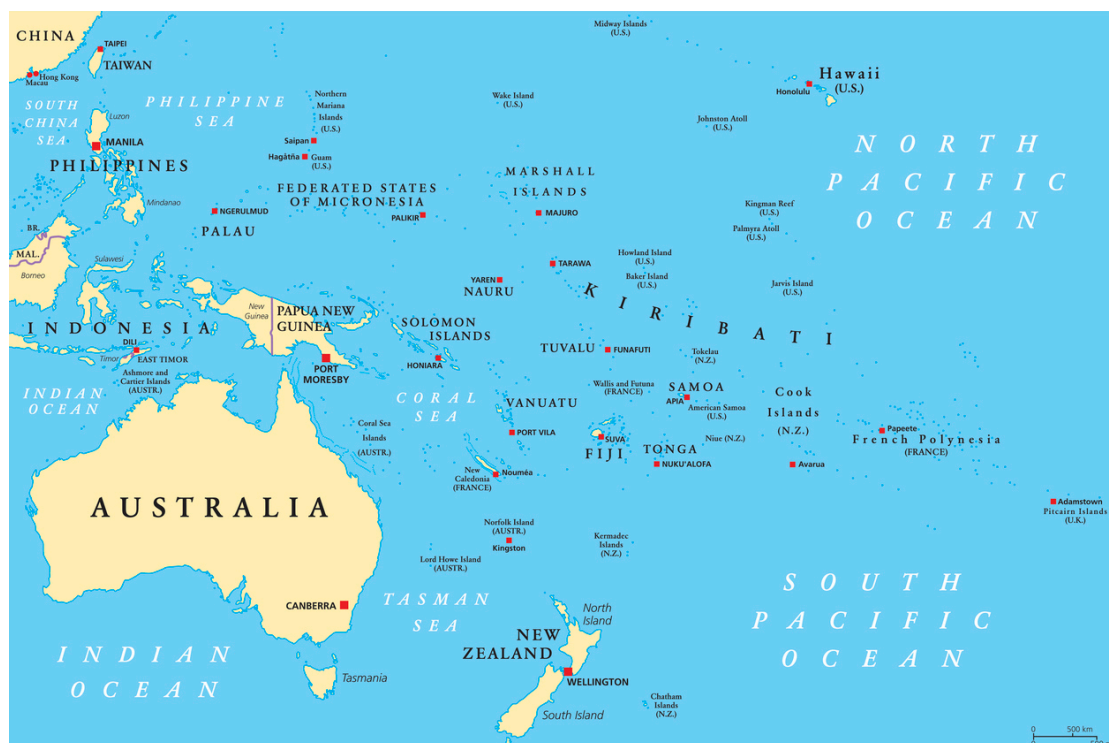 CHINA
TAIPEI
TAIWAN
Hong Kong
Macau
SOUTH
CHINA
SEA
PHILIPPINE
SEA
Luzon
MANILA
PHILIPPINES
Mindanao
Northern
Mariana
Islands
(U.S.)
Saipan
Hagåtña
Guam
(U.S.)
Midway Islands
(U.S.)
Wake Island
(U.S.)
Hawaii
(U.S.)
Honolulu
Johnston Atoll
(U.S.)
NORTH
PACIFIC
OCEAN
MARSHALL
ISLANDS
MAJURO
FEDERATED STATES
OF MICRONESIA
PALIKIR
NGERULMUD
PALAU
Kingman Reef
(U.S.)
Palmyra Atoll
(U.S.)
BR.
MAL.
Borneo
Sulawesi
INDONESIA
New
Guinea
PAPUA NEW
GUINEA
PORT
MORESBY
DILI
Timor
EAST TIMOR
Ashmore and
Cartier Islands
(AUSTR.)
INDIAN
OCEAN
TARAWA
YAREN
NAURU
Howland Island
(U.S.)
Baker Island
(U.S.)
Jarvis Island
(U.S.)
KIRIBATI
SOLOMON
ISLANDS
HONIARA
TUVALU
FUNAFUTI
Tokelau
(N.Z.)
Wallis and Futuna
(FRANCE)
SAMOA
APIA
American Samoa
(U.S.)
Cook
Islands
(N.Z.)
CORAL
SEA
Coral Sea
Islands
(AUSTR.)
VANUATU
PORT VILA
SUVA
FIJI
TONGA
NUKU'ALOFA
Niue (N.Z.)
Avarua
Papeete
French Polynesia
(FRANCE)
New
Caledonia
(FRANCE)
Nouméa
Adamstown
Pitcairn Islands
(U.K.)
AUSTRALIA
Norfolk Island
(AUSTR.)
Kingston
Kermadec
Islands
(N.Z.)
Lord Howe Island
(AUSTR.)
CANBERRA
TASMAN
SEA
SOUTH
PACIFIC
OCEAN
North
Island
NEW
ZEALAND
WELLINGTON
South Island
INDIAN
OCEAN
Tasmania
Chatham
Islands
(N.Z.)
0 500 km